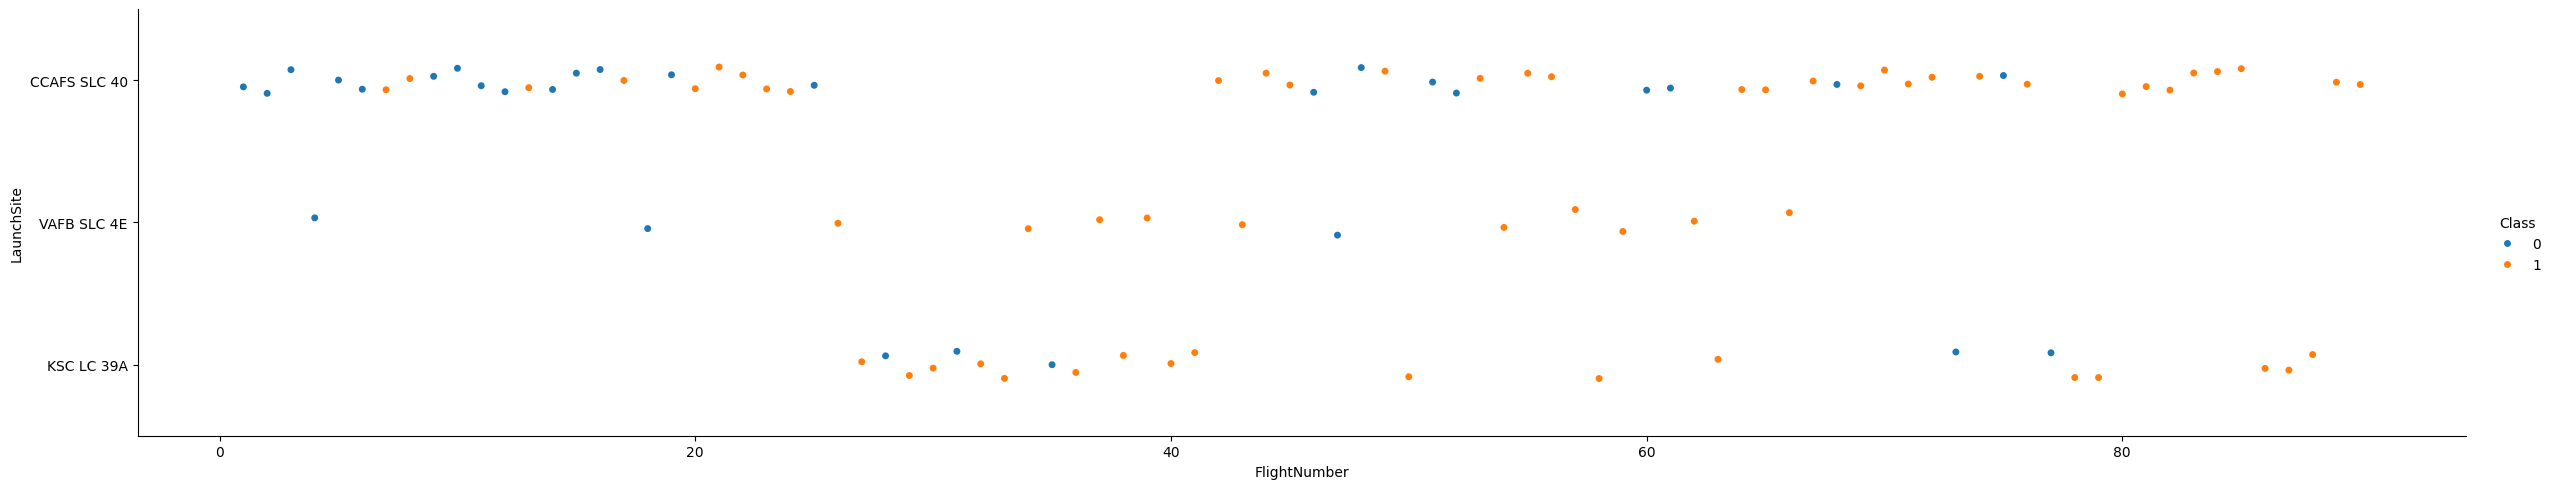 LaunchSite
CCAFS SLC 40
VAFB SLC 4E
KSC LC 39A
0
20
40
60
80
FlightNumber
Class
0
1